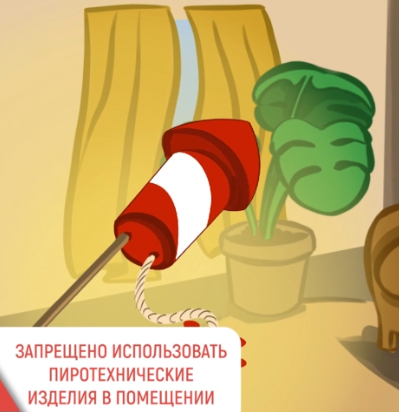 ЗАПРЕЩЕНО ИСПОЛЬЗОВАТЬ
ПИРОТЕХНИЧЕСКИЕ
ИЗДЕЛИЯ В ПОМЕЩЕНИИ